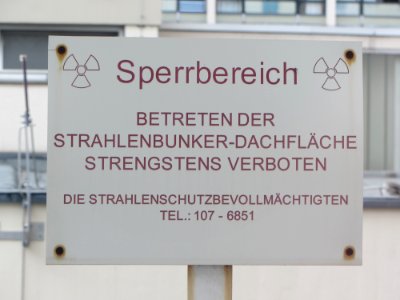 Sperrbereich
BETRETEN DER
STRAHLENBUNKER-DACHFLÄCHE
STRENGSTENS VERBOTEN
DIE STRAHLENSCHUTZBEVOLLMÄCHTIGTEN
TEL.: 107 - 6851